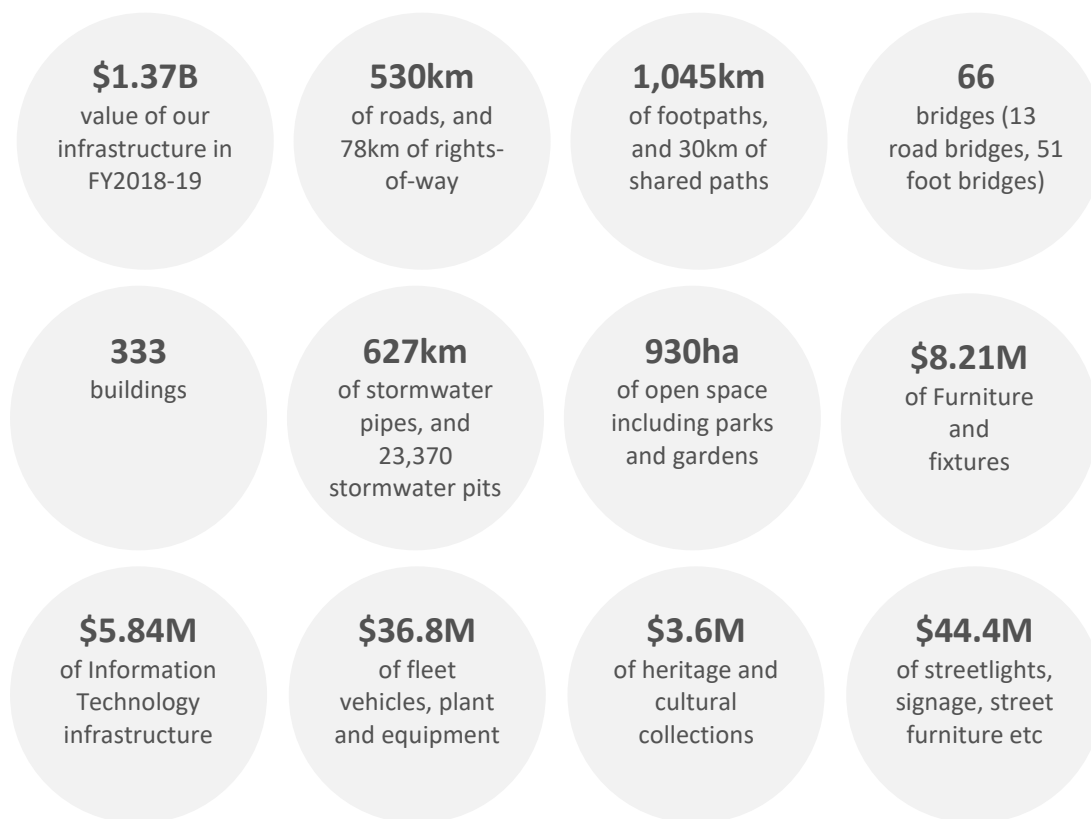 $1.37B
value of our
infrastructure in
FY2018-19
530km
of roads, and
78km of rights-
of-way
1,045km
of footpaths,
and 30km of
shared paths
66
bridges (13
road bridges, 51
foot bridges)
333
buildings
627km
of stormwater
pipes, and
23,370
stormwater pits
930ha
of open space
including parks
and gardens
$8.21M
of Furniture
and
fixtures
$5.84M
of Information
Technology
infrastructure
$36.8M
of fleet
vehicles, plant
and equipment
$3.6M
of heritage and
cultural
collections
$44.4M
of streetlights,
signage, street
furniture etc